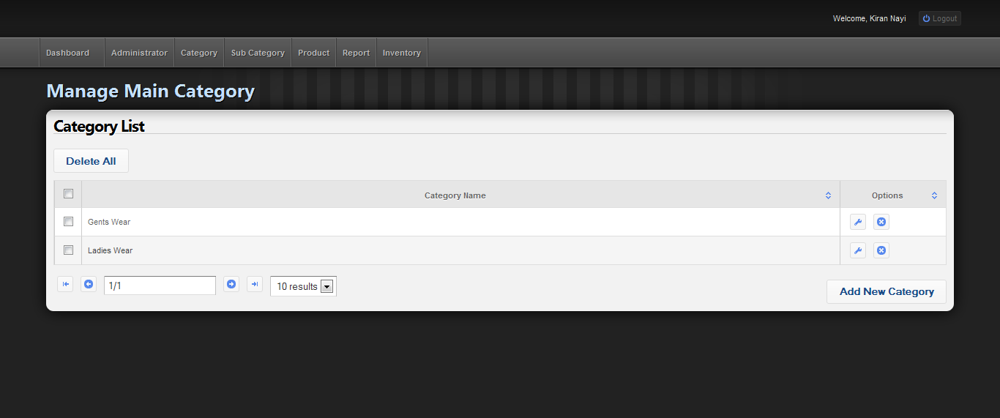 Welcome, Kiran Nayi Logout
Dashboard Administrator Category Sub Category Product Report Inventory
Manage Main Category
Category List
Delete All
Category Name Options
Gents Wear
Ladies Wear
1/1 10 results
Add New Category